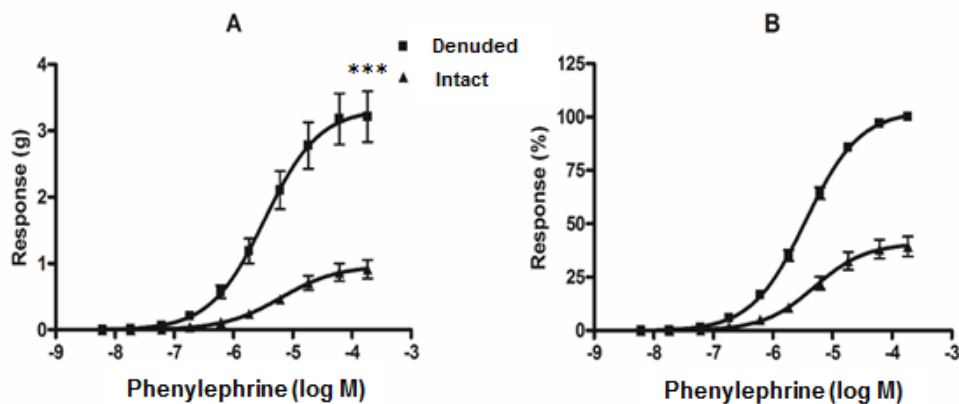 A
B
Denuded
Intact
***
4
3
2
1
0
Response (g)
-9 -8 -7 -6 -5 -4 -3
Phenylephrine (log M)
125
100
75
50
25
0
Response (%)
-9 -8 -7 -6 -5 -4 -3
Phenylephrine (log M)